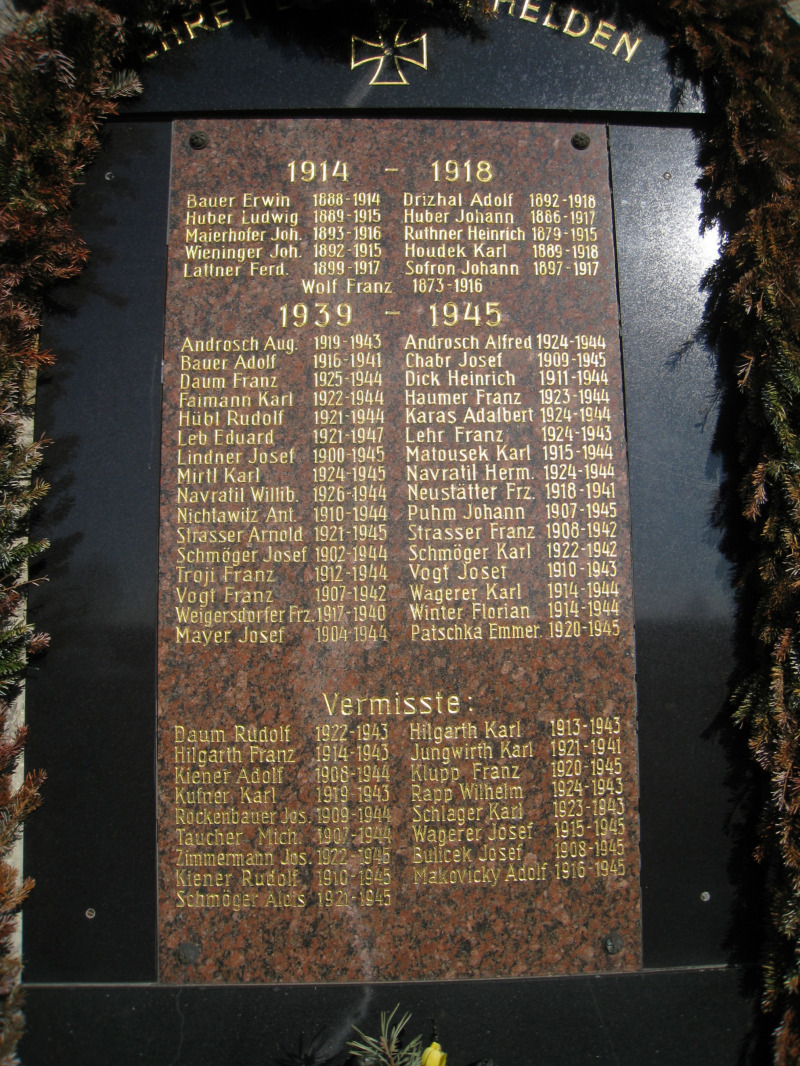 EHRET HELDEN
1914 - 1918
Bauer Erwin 1888-1914 Drizhal Adolf 1892-1918
Huber Ludwig 1889-1915 Huber Johann 1886-1917
Maierhofer Joh. 1893-1916 Ruthner Heinrich 1879-1915
Wieninger Joh. 1892-1915 Houdek Karl 1889-1918
Lattner Ferd. 1899-1917 Sofron Johann 1897-1917
Wolf Franz 1873-1916
1939 - 1945
Androsch Aug. 1919-1943 Androsch Alfred 1924-1944
Bauer Adolf 1916-1941 Chabr Josef 1909-1945
Daum Franz 1925-1944 Dick Heinrich 1911-1944
Faimann Karl 1922-1944 Haumer Franz 1923-1944
Hübl Rudolf 1921-1944 Karas Adalbert 1924-1944
Leb Eduard 1921-1947 Lehr Franz 1924-1943
Lindner Josef 1900-1945 Matousek Karl 1915-1944
Mirtl Karl 1924-1945 Navratil Herm. 1924-1944
Navratil Willib. 1926-1944 Neustätter Frz. 1918-1941
Nichtawitz Ant. 1910-1944 Puhm Johann 1907-1945
Strasser Arnold 1921-1945 Strasser Franz 1908-1942
Schmöger Josef 1902-1944 Schmöger Karl 1922-1942
Troji Franz 1912-1944 Vogt Josef 1910-1943
Vogt Franz 1907-1942 Wagerer Karl 1914-1944
Weigersdorfer Frz. 1917-1940 Winter Florian 1914-1944
Mayer Josef 1904-1944 Patschka Emmer. 1920-1945
Vermisste:
Daum Rudolf 1922-1943 Hilgarth Karl 1913-1943
Hilgarth Franz 1914-1943 Jungwirth Karl 1921-1941
Kiener Adolf 1908-1944 Klupp Franz 1920-1945
Kufner Karl 1919-1943 Rapp Wilhelm 1924-1943
Rockenbauer Jos. 1909-1944 Schlager Karl 1923-1943
Taucher Mich. 1907-1944 Wagerer Josef 1915-1945
Zimmermann Jos. 1922-1945 Bulicek Josef 1908-1945
Kiener Rudolf 1910-1945 Makovicky Adolf 1916-1945
Schmöger Alois 1921-1945